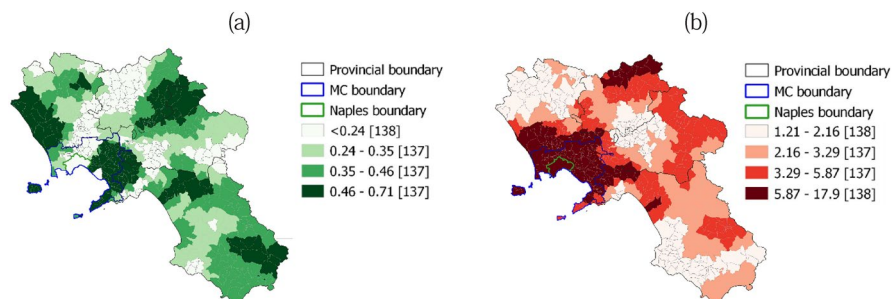 (a)
Provincial boundary
MC boundary
Naples boundary
<0.24 [138]
0.24 - 0.35 [137]
0.35 - 0.46 [137]
0.46 - 0.71 [137]
(b)
Provincial boundary
MC boundary
Naples boundary
1.21 - 2.16 [138]
2.16 - 3.29 [137]
3.29 - 5.87 [137]
5.87 - 17.9 [138]